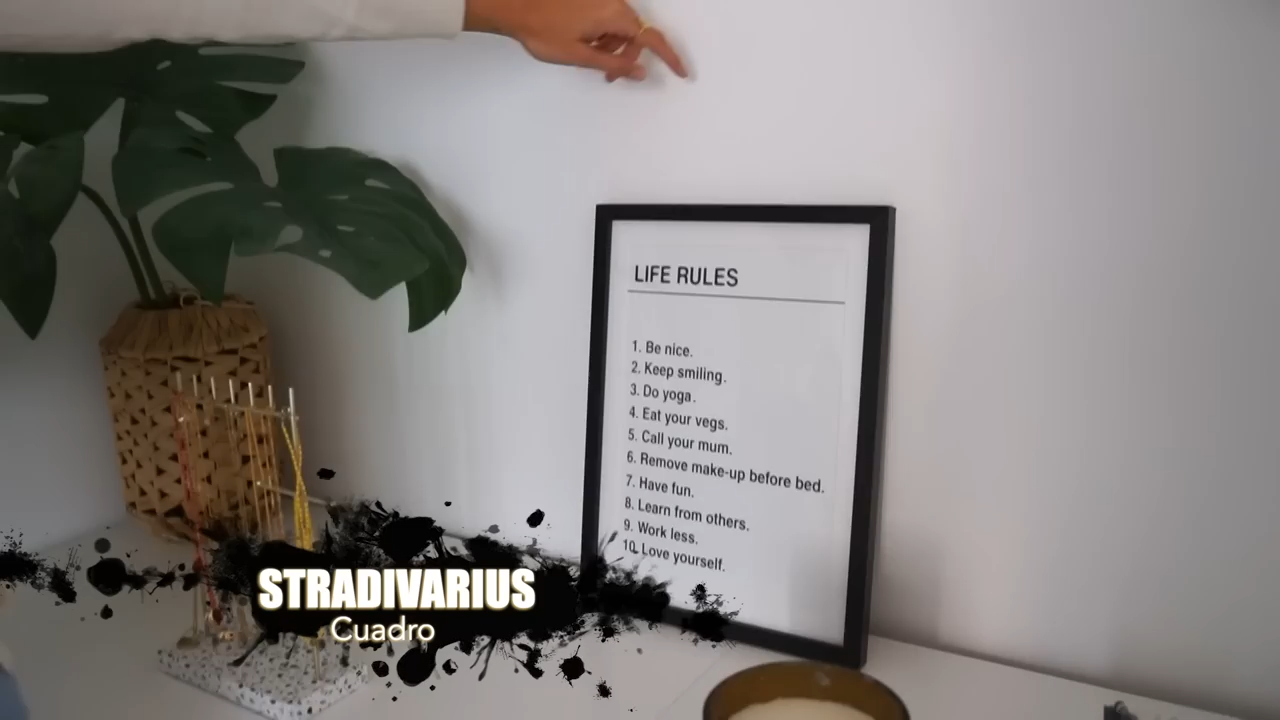 LIFE RULES
1. Be nice.
2. Keep smiling.
3. Do yoga.
4. Eat your vegs.
5. Call your mum.
6. Remove make-up before bed.
7. Have fun.
8. Learn from others.
9. Work less.
10. Love yourself.
STRADIVARIUS
Cuadro